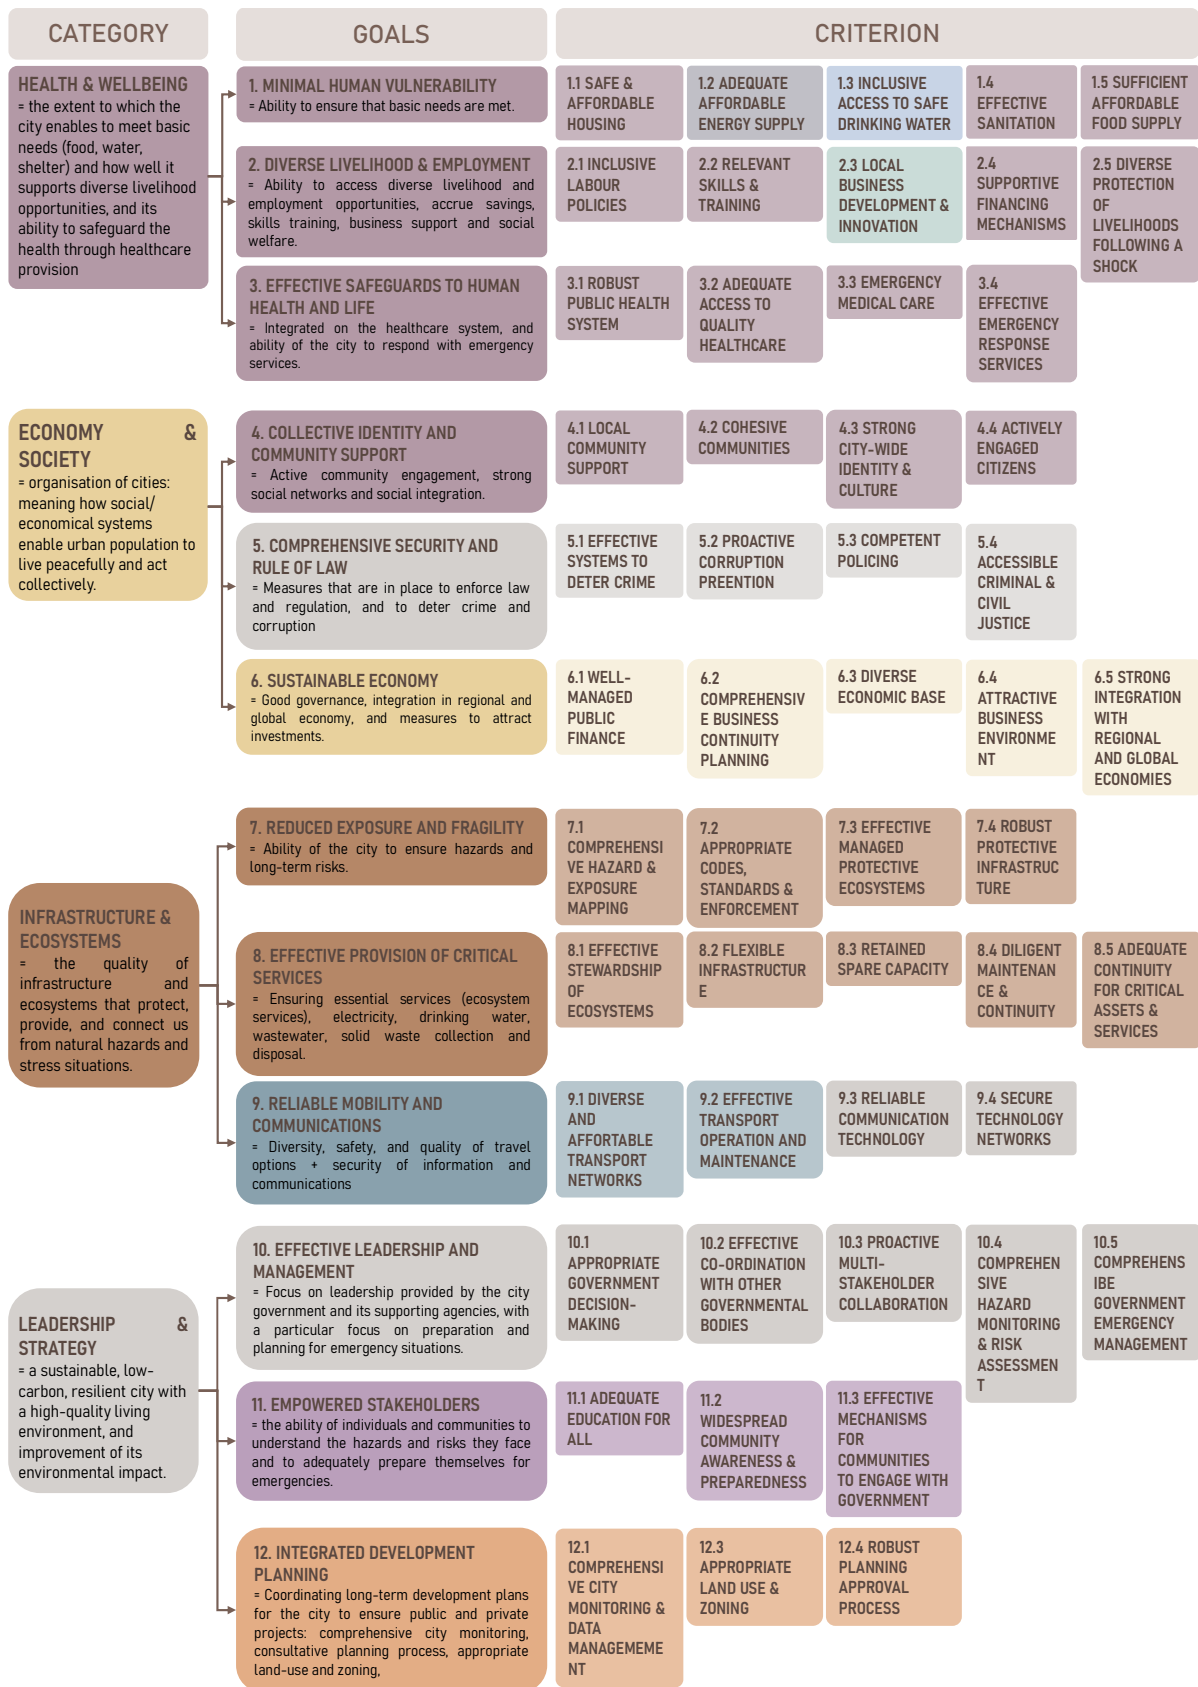 CATEGORY
GOALS
CRITERION
HEALTH & WELLBEING
= the extent to which the
city enables to meet basic
needs (food, water,
shelter) and how well it
supports diverse livelihood
opportunities, and its
ability to safeguard the
health through healthcare
provision
1. MINIMAL HUMAN VULNERABILITY
= Ability to ensure that basic needs are met.
1.1 SAFE &
AFFORDABLE
HOUSING
1.2 ADEQUATE
AFFORDABLE
ENERGY SUPPLY
1.3 INCLUSIVE
ACCESS TO SAFE
DRINKING WATER
1.4
EFFECTIVE
SANITATION
1.5 SUFFICIENT
AFFORDABLE
FOOD SUPPLY
2. DIVERSE LIVELIHOOD & EMPLOYMENT
= Ability to access diverse livelihood and
employment opportunities, accrue savings,
skills training, business support and social
welfare.
2.1 INCLUSIVE
LABOUR
POLICIES
2.2 RELEVANT
SKILLS &
TRAINING
2.3 LOCAL
BUSINESS
DEVELOPMENT &
INNOVATION
2.4
SUPPORTIVE
FINANCING
MECHANISMS
2.5 DIVERSE
PROTECTION
OF
LIVELIHOODS
FOLLOWING A
SHOCK
3. EFFECTIVE SAFEGUARDS TO HUMAN
HEALTH AND LIFE
= Integrated on the healthcare system, and
ability of the city to respond with emergency
services.
3.1 ROBUST
PUBLIC HEALTH
SYSTEM
3.2 ADEQUATE
ACCESS TO
QUALITY
HEALTHCARE
3.3 EMERGENCY
MEDICAL CARE
3.4
EFFECTIVE
EMERGENCY
RESPONSE
SERVICES
ECONOMY &
SOCIETY
= organisation of cities:
meaning how social/
economical systems
enable urban population to
live peacefully and act
collectively.
4. COLLECTIVE IDENTITY AND
COMMUNITY SUPPORT
= Active community engagement, strong
social networks and social integration.
4.1 LOCAL
COMMUNITY
SUPPORT
4.2 COHESIVE
COMMUNITIES
4.3 STRONG
CITY-WIDE
IDENTITY &
CULTURE
4.4 ACTIVELY
ENGAGED
CITIZENS
5. COMPREHENSIVE SECURITY AND
RULE OF LAW
= Measures that are in place to enforce law
and regulation, and to deter crime and
corruption
5.1 EFFECTIVE
SYSTEMS TO
DETER CRIME
5.2 PROACTIVE
CORRUPTION
PREENTION
5.3 COMPETENT
POLICING
5.4
ACCESSIBLE
CRIMINAL &
CIVIL
JUSTICE
6. SUSTAINABLE ECONOMY
= Good governance, integration in regional and
global economy, and measures to attract
investments.
6.1 WELL-
MANAGED
PUBLIC
FINANCE
6.2
COMPREHENSIV
E BUSINESS
CONTINUITY
PLANNING
6.3 DIVERSE
ECONOMIC BASE
6.4
ATTRACTIVE
BUSINESS
ENVIRONME
NT
6.5 STRONG
INTEGRATION
WITH
REGIONAL
AND GLOBAL
ECONOMIES
INFRASTRUCTURE &
ECOSYSTEMS
= the quality of
infrastructure and
ecosystems that protect,
provide, and connect us
from natural hazards and
stress situations.
7. REDUCED EXPOSURE AND FRAGILITY
= Ability of the city to ensure hazards and
long-term risks.
7.1
COMPREHENSI
VE HAZARD &
EXPOSURE
MAPPING
7.2
APPROPRIATE
CODES,
STANDARDS &
ENFORCEMENT
7.3 EFFECTIVE
MANAGED
PROTECTIVE
ECOSYSTEMS
7.4 ROBUST
PROTECTIVE
INFRASTRUC
TURE
8. EFFECTIVE PROVISION OF CRITICAL
SERVICES
= Ensuring essential services (ecosystem
services), electricity, drinking water,
wastewater, solid waste collection and
disposal.
8.1 EFFECTIVE
STEWARDSHIP
OF
ECOSYSTEMS
8.2 FLEXIBLE
INFRASTRUCTUR
E
8.3 RETAINED
SPARE CAPACITY
8.4 DILIGENT
MAINTENAN
CE &
CONTINUITY
8.5 ADEQUATE
CONTINUITY
FOR CRITICAL
ASSETS &
SERVICES
9. RELIABLE MOBILITY AND
COMMUNICATIONS
= Diversity, safety, and quality of travel
options + security of information and
communications
9.1 DIVERSE
AND
AFFORTABLE
TRANSPORT
NETWORKS
9.2 EFFECTIVE
TRANSPORT
OPERATION AND
MAINTENANCE
9.3 RELIABLE
COMMUNICATION
TECHNOLOGY
9.4 SECURE
TECHNOLOGY
NETWORKS
LEADERSHIP &
STRATEGY
= a sustainable, low-
carbon, resilient city with
a high-quality living
environment, and
improvement of its
environmental impact.
10. EFFECTIVE LEADERSHIP AND
MANAGEMENT
= Focus on leadership provided by the city
government and its supporting agencies, with
a particular focus on preparation and
planning for emergency situations.
10.1
APPROPRIATE
GOVERNMENT
DECISION-
MAKING
10.2 EFFECTIVE
CO-ORDINATION
WITH OTHER
GOVERNMENTAL
BODIES
10.3 PROACTIVE
MULTI-
STAKEHOLDER
COLLABORATION
10.4
COMPREHEN
SIVE
HAZARD
MONITORING
& RISK
ASSESSMEN
T
10.5
COMPREHENS
IBE
GOVERNMENT
EMERGENCY
MANAGEMENT
11. EMPOWERED STAKEHOLDERS
= the ability of individuals and communities to
understand the hazards and risks they face
and to adequately prepare themselves for
emergencies.
11.1 ADEQUATE
EDUCATION FOR
ALL
11.2
WIDESPREAD
COMMUNITY
AWARENESS &
PREPAREDNESS
11.3 EFFECTIVE
MECHANISMS
FOR
COMMUNITIES
TO ENGAGE WITH
GOVERNMENT
12. INTEGRATED DEVELOPMENT
PLANNING
= Coordinating long-term development plans
for the city to ensure public and private
projects: comprehensive city monitoring,
consultative planning process, appropriate
land-use and zoning,
12.1
COMPREHENSI
VE CITY
MONITORING &
DATA
MANAGEMEME
NT
12.3
APPROPRIATE
LAND USE &
ZONING
12.4 ROBUST
PLANNING
APPROVAL
PROCESS